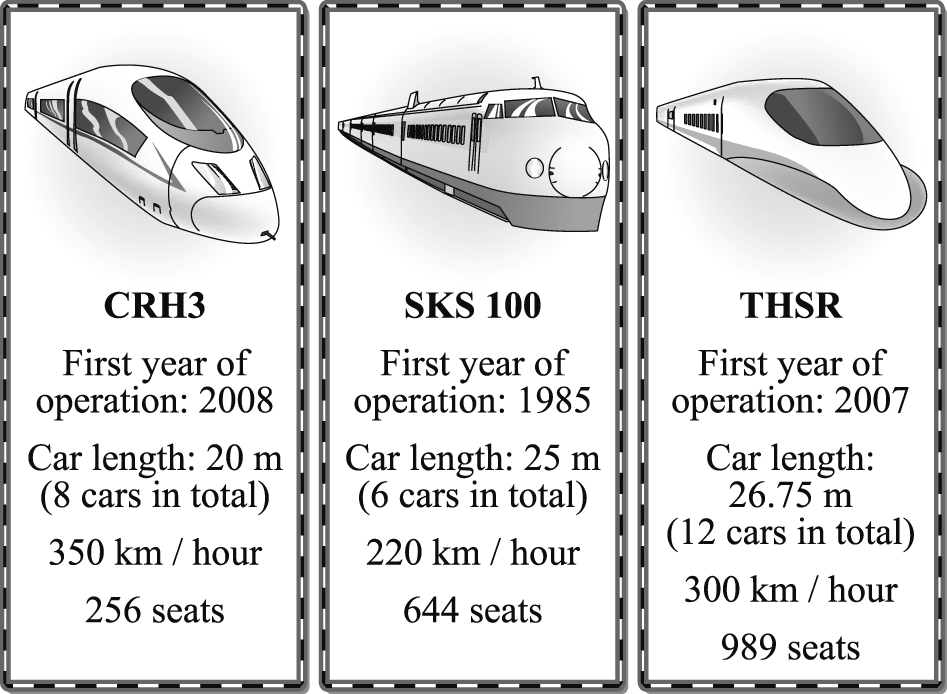 CRH3
First year of
operation: 2008
Car length: 20 m
(8 cars in total)
350 km / hour
256 seats
SKS 100
First year of
operation: 1985
Car length: 25 m
(6 cars in total)
220 km / hour
644 seats
THSR
First year of
operation: 2007
Car length:
26.75 m
(12 cars in total)
300 km / hour
989 seats